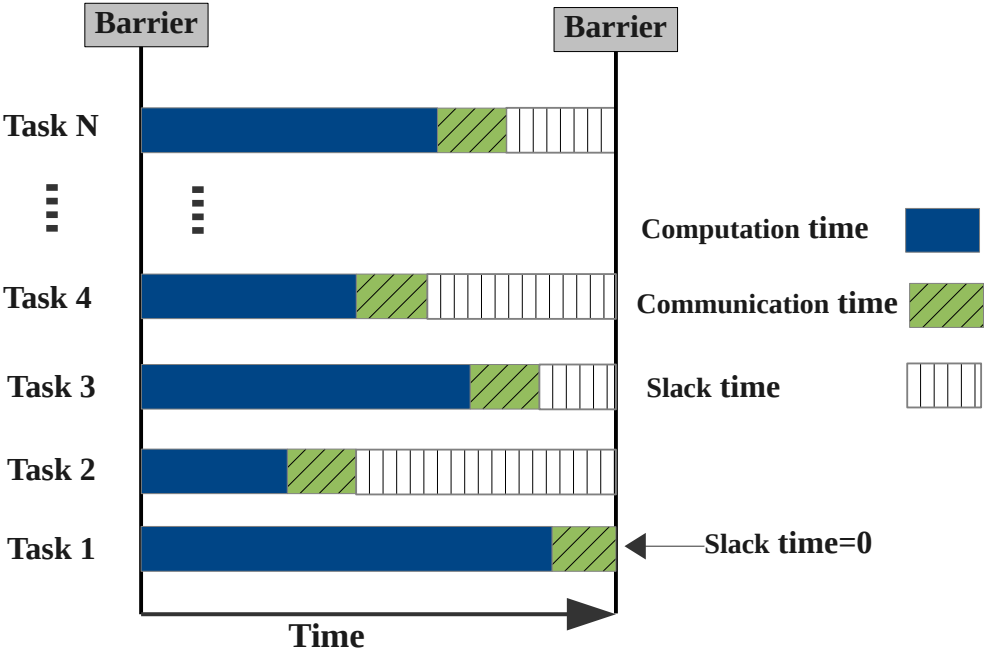 Barrier
Barrier
Task N
Task 4
Task 3
Task 2
Task 1
Computation time
Communication time
Slack time
Slack time=0
Time